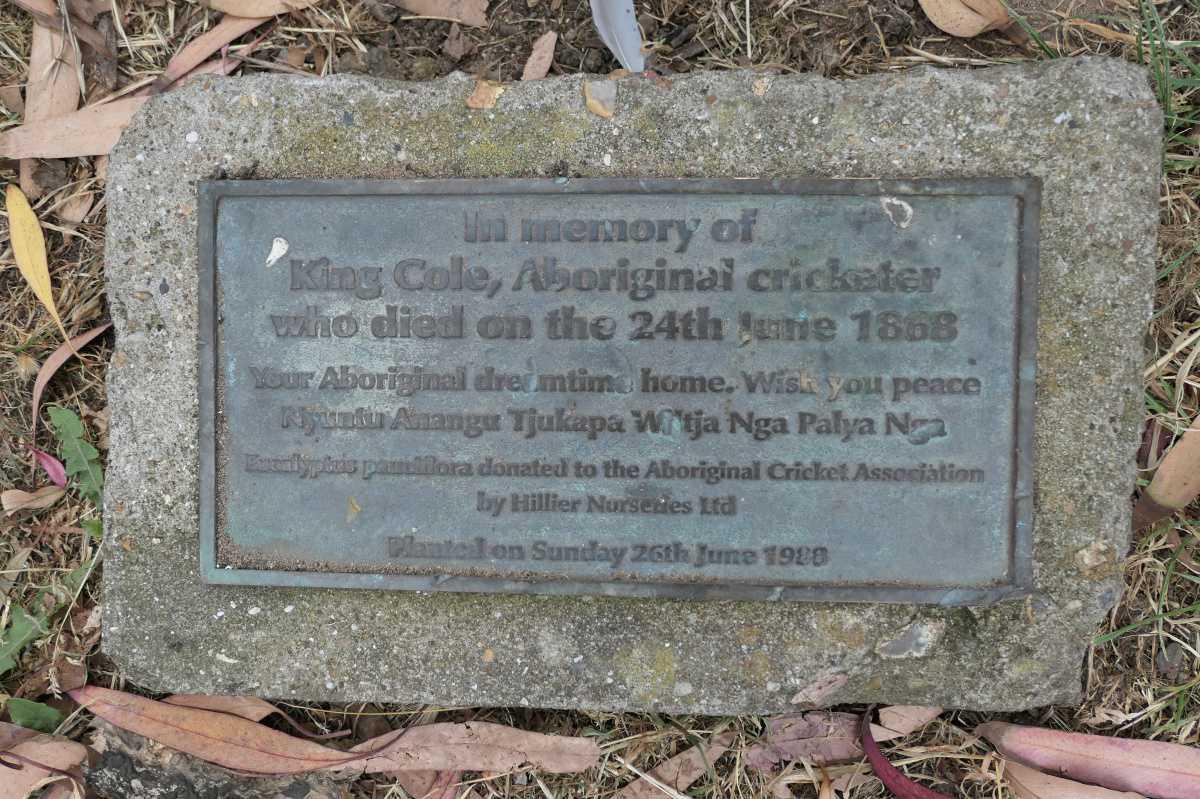 In memory of
King Cole, Aboriginal cricketer
who died on the 24th June 1868
Your Aboriginal dreamtime home. Wish you peace
Nyuntu Anangu Tjukapa Wiltja Nga Palya Nga
Eucalyptus pauciflora donated to the Aboriginal Cricket Association
by Hillier Nurseries Ltd
Planted on Sunday 26th June 1988